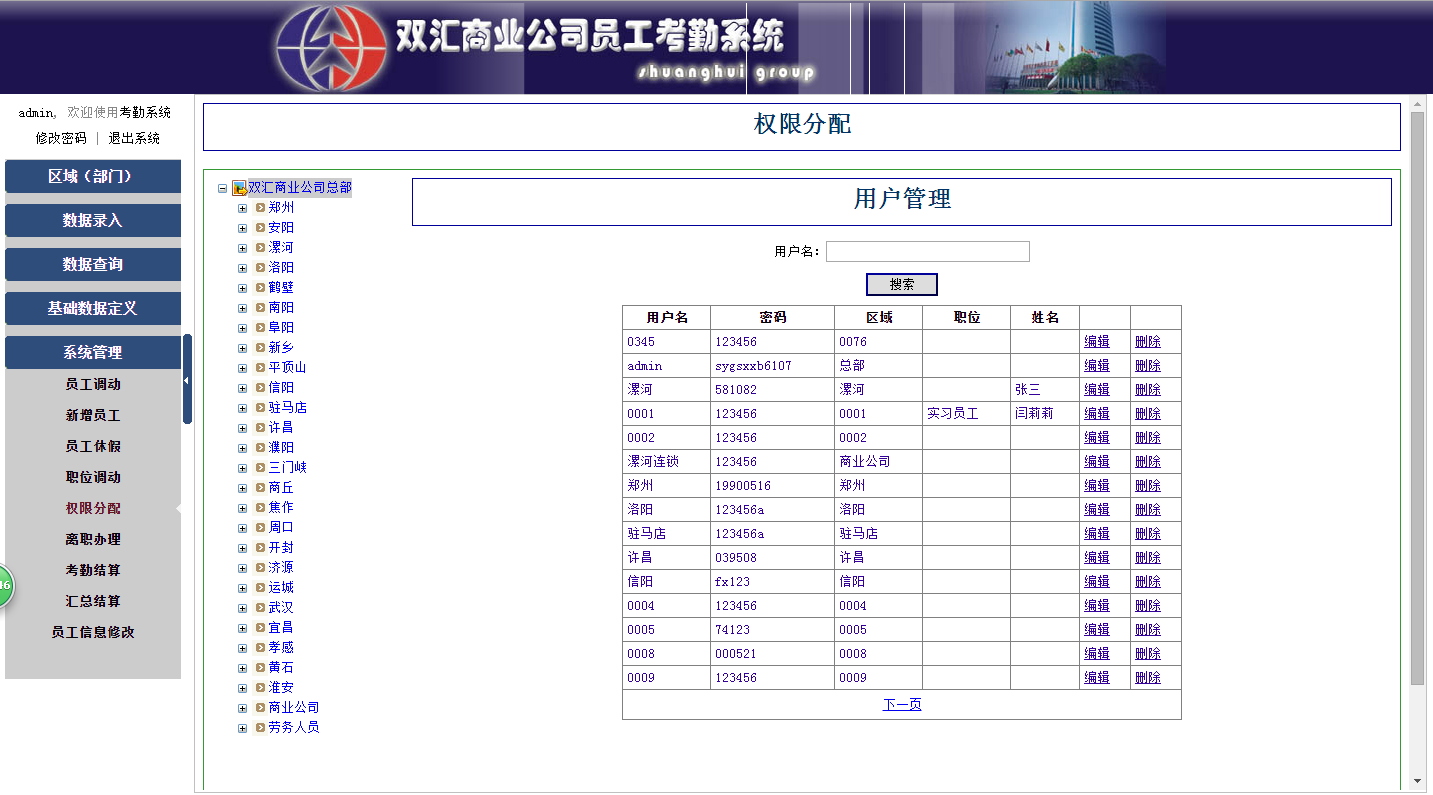 双汇商业公司员工考勤系统
shuanghui group
admin, 欢迎使用考勤系统
修改密码 | 退出系统
区域（部门）
数据录入
数据查询
基础数据定义
系统管理
员工调动
新增员工
员工休假
职位调动
权限分配
离职办理
考勤结算
汇总结算
员工信息修改
46
权限分配
双汇商业公司总部
郑州
安阳
漯河
洛阳
鹤壁
南阳
阜阳
新乡
平顶山
信阳
驻马店
许昌
濮阳
三门峡
商丘
焦作
周口
开封
济源
运城
武汉
宜昌
孝感
黄石
淮安
商业公司
劳务人员
用户管理
用户名：
搜索
用户名 密码 区域 职位 姓名
0345 123456 0076 编辑 删除
admin sygsxxb6107 总部 编辑 删除
漯河 581082 漯河 张三 编辑 删除
0001 123456 0001 实习员工 闫莉莉 编辑 删除
0002 123456 0002 编辑 删除
漯河连锁 123456 商业公司 编辑 删除
郑州 19900516 郑州 编辑 删除
洛阳 123456a 洛阳 编辑 删除
驻马店 123456a 驻马店 编辑 删除
许昌 039508 许昌 编辑 删除
信阳 fx123 信阳 编辑 删除
0004 123456 0004 编辑 删除
0005 74123 0005 编辑 删除
0008 000521 0008 编辑 删除
0009 123456 0009 编辑 删除
下一页